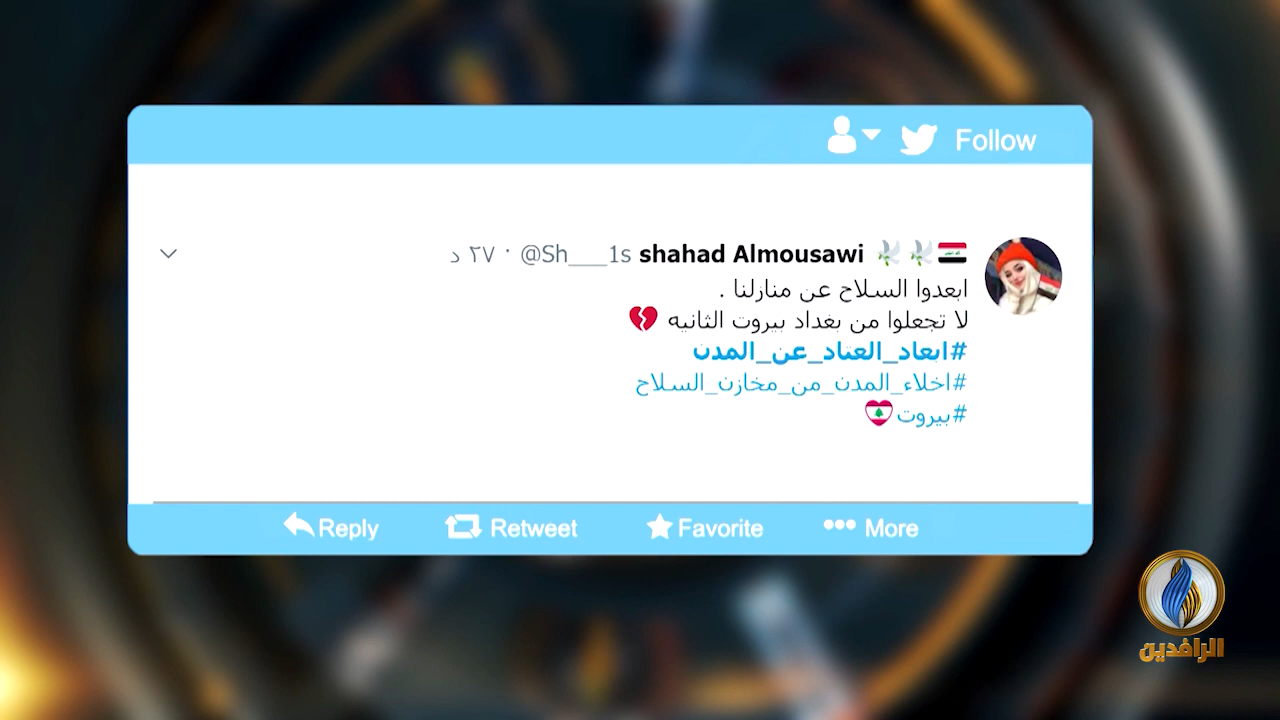 Follow
shahad Almousawi @Sh___1s · ٢٧ د
ابعدوا السلاح عن منازلنا .
لا تجعلوا من بغداد بيروت الثانيه
#ابعاد_العتاد_عن_المدن
#اخلاء_المدن_من_مخازن_السلاح
#بيروت
Reply Retweet Favorite More
الرافدين